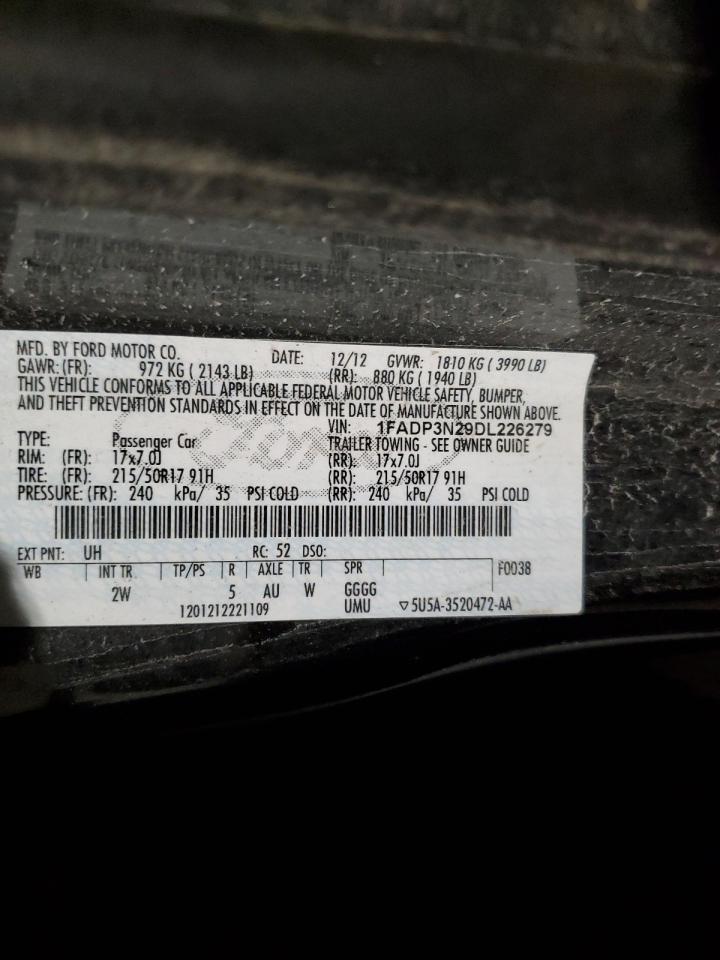 MFD. BY FORD MOTOR CO. DATE: 12/12 GVWR: 1810 KG ( 3990 LB)
GAWR: (FR): 972 KG ( 2143 LB) (RR): 880 KG ( 1940 LB)
THIS VEHICLE CONFORMS TO ALL APPLICABLE FEDERAL MOTOR VEHICLE SAFETY, BUMPER,
AND THEFT PREVENTION STANDARDS IN EFFECT ON THE DATE OF MANUFACTURE SHOWN ABOVE.
VIN: 1FADP3N29DL226279
TYPE: Passenger Car TRAILER TOWING - SEE OWNER GUIDE
RIM: (FR): 17x7.0J (RR): 17x7.0J
TIRE: (FR): 215/50R17 91H (RR): 215/50R17 91H
PRESSURE: (FR): 240 kPa/ 35 PSI COLD (RR): 240 kPa/ 35 PSI COLD
EXT PNT: UH RC: 52 DSO:
WB INT TR TP/PS R AXLE TR SPR F0038
2W 5 AU W GGGG
1201212221109 UMU ▽5U5A-3520472-AA